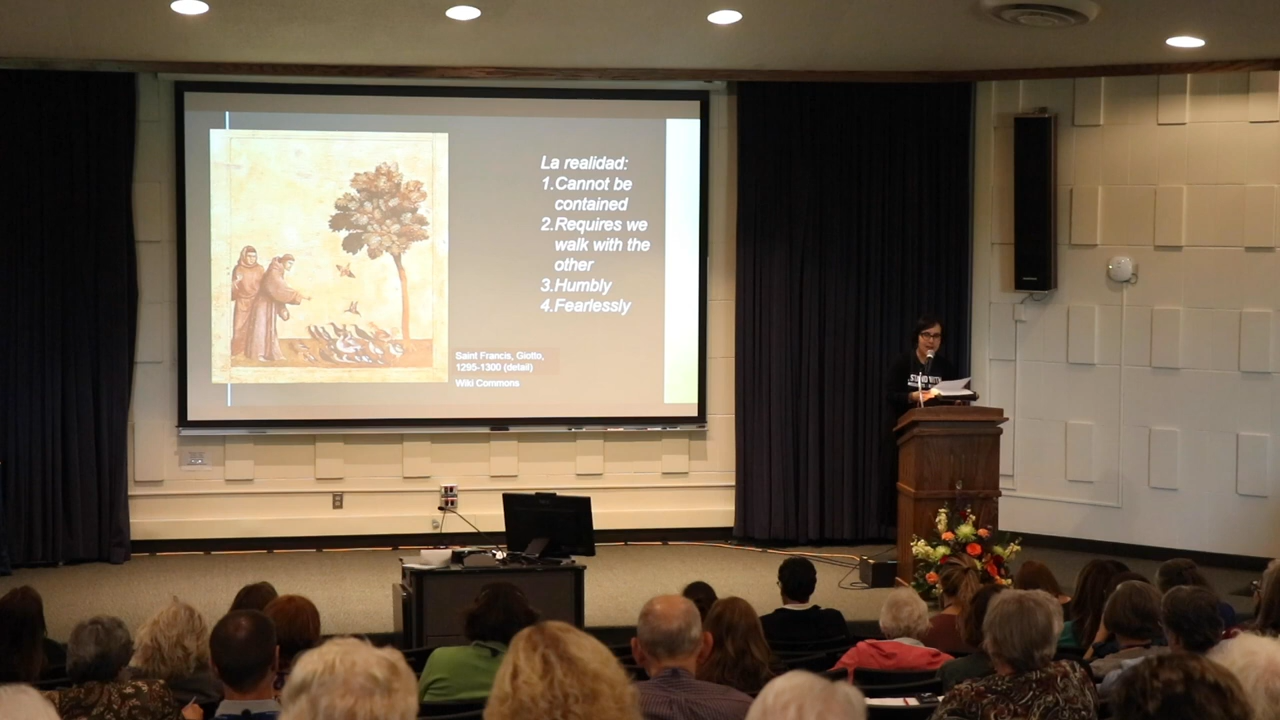 La realidad:
1.Cannot be
contained
2.Requires we
walk with the
other
3.Humbly
4.Fearlessly
Saint Francis, Giotto,
1295-1300 (detail)
Wiki Commons